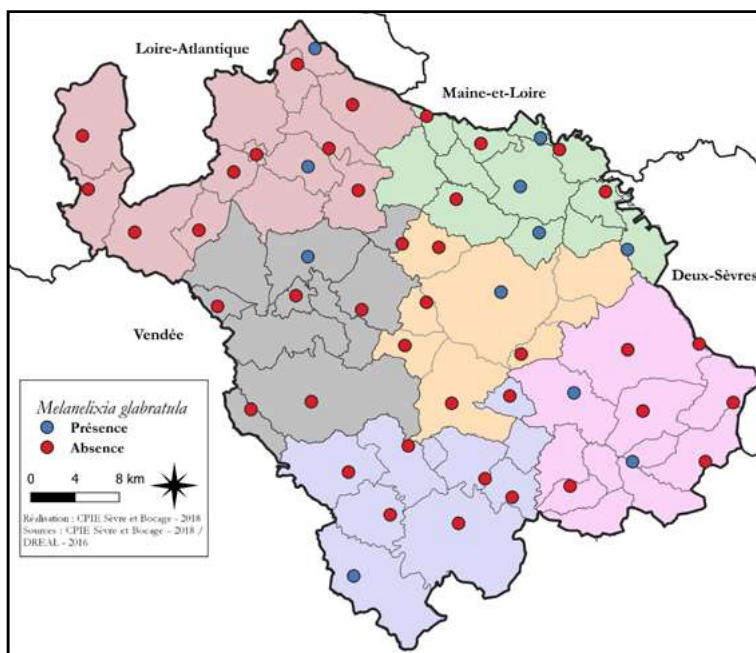 Loire-Atlantique
Maine-et-Loire
Deux-Sèvres
Vendée
Melanelixia glabratula
Présence
Absence
0 4 8 km
Réalisation : CPIE Sèvre et Bocage - 2018
Sources : CPIE Sèvre et Bocage - 2018 /
DREAL - 2016